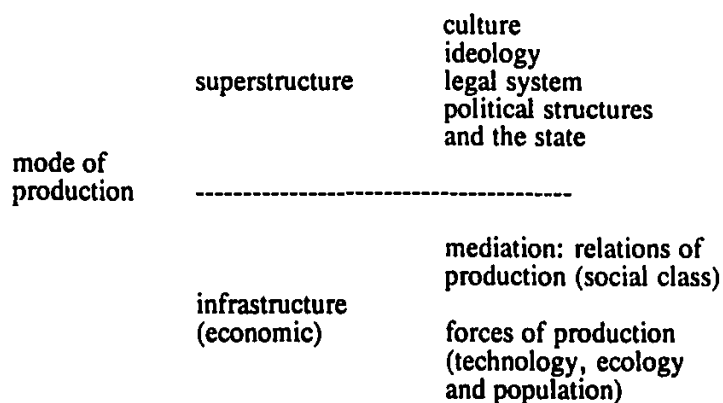 culture
ideology
superstructure legal system
political structures
and the state
mode of
production
mediation: relations of
production (social class)
infrastructure
(economic) forces of production
(technology, ecology
and population)